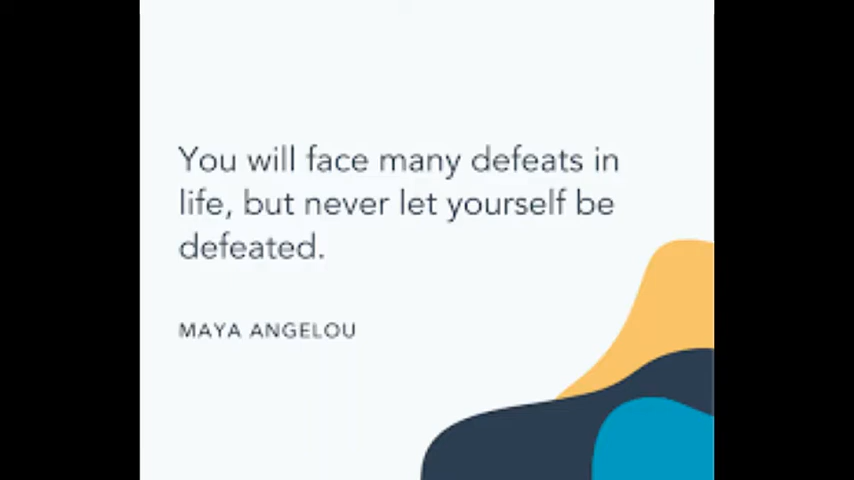 You will face many defeats in
life, but never let yourself be
defeated.
MAYA ANGELOU